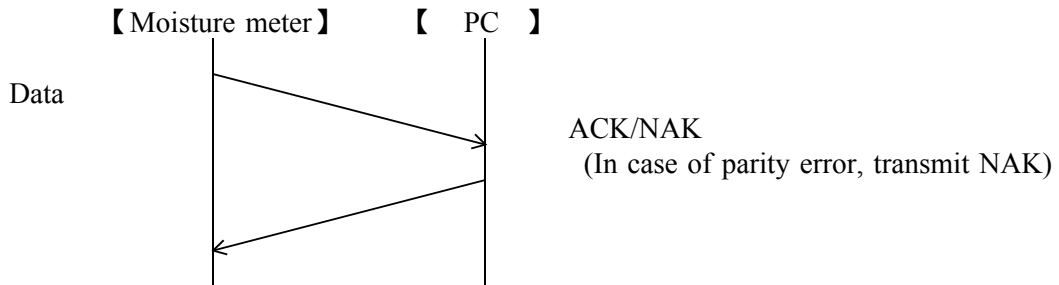 【Moisture meter】 【 PC 】
Data
ACK/NAK
(In case of parity error, transmit NAK)